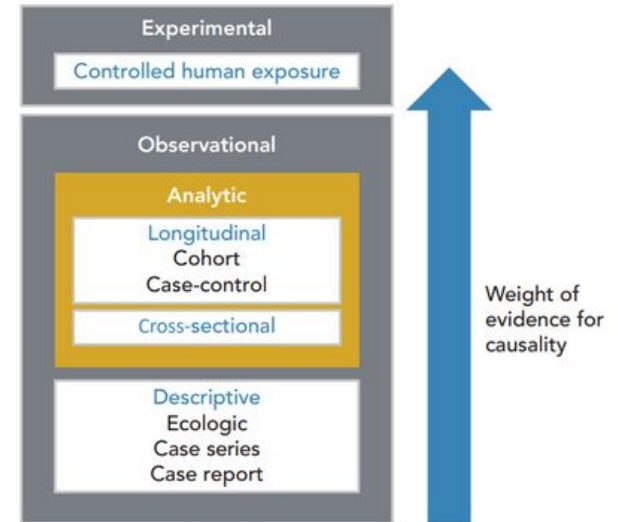 Experimental
Controlled human exposure
Observational
Analytic
Longitudinal
Cohort
Case-control
Cross-sectional
Descriptive
Ecologic
Case series
Case report
Weight of
evidence for
causality